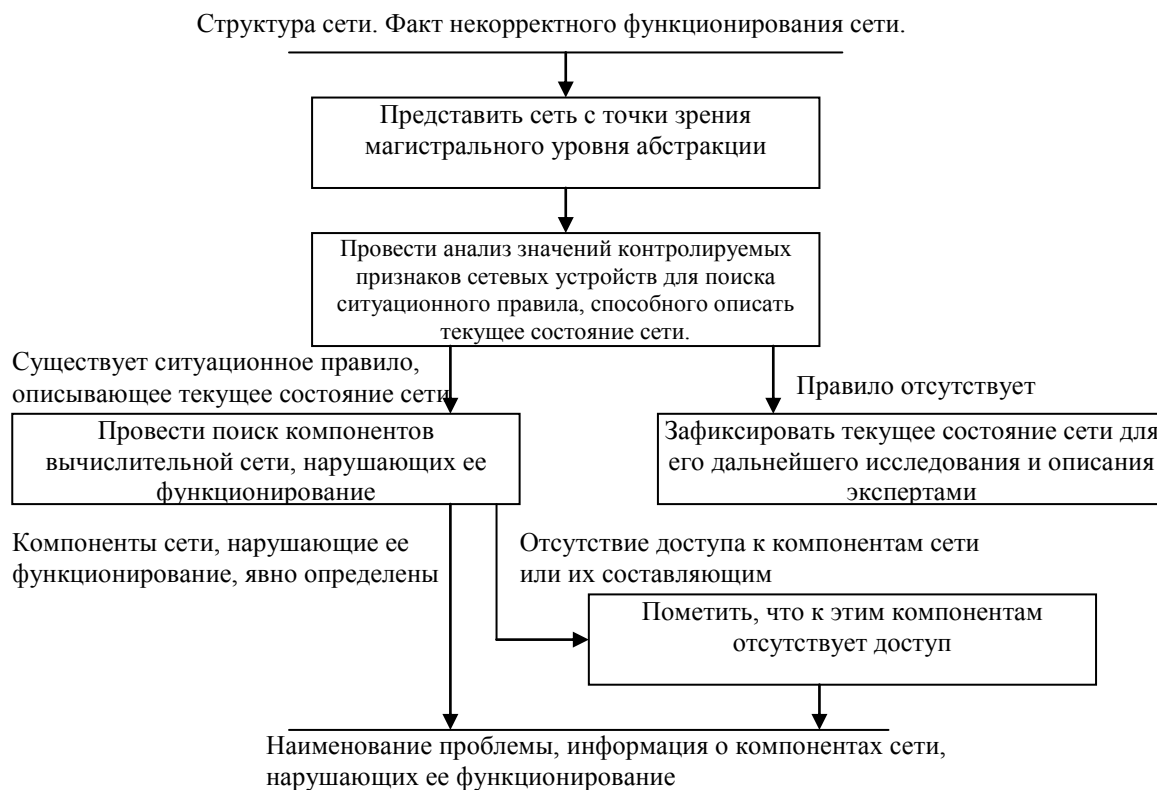 Структура сети. Факт некорректного функционирования сети.
Представить сеть с точки зрения
магистрального уровня абстракции
Провести анализ значений контролируемых
признаков сетевых устройств для поиска
ситуационного правила, способного описать
текущее состояние сети.
Существует ситуационное правило,
описывающее текущее состояние сети
Правило отсутствует
Провести поиск компонентов
вычислительной сети, нарушающих ее
функционирование
Зафиксировать текущее состояние сети для
его дальнейшего исследования и описания
экспертами
Компоненты сети, нарушающие ее
функционирование, явно определены
Отсутствие доступа к компонентам сети
или их составляющим
Пометить, что к этим компонентам
отсутствует доступ
Наименование проблемы, информация о компонентах сети,
нарушающих ее функционирование